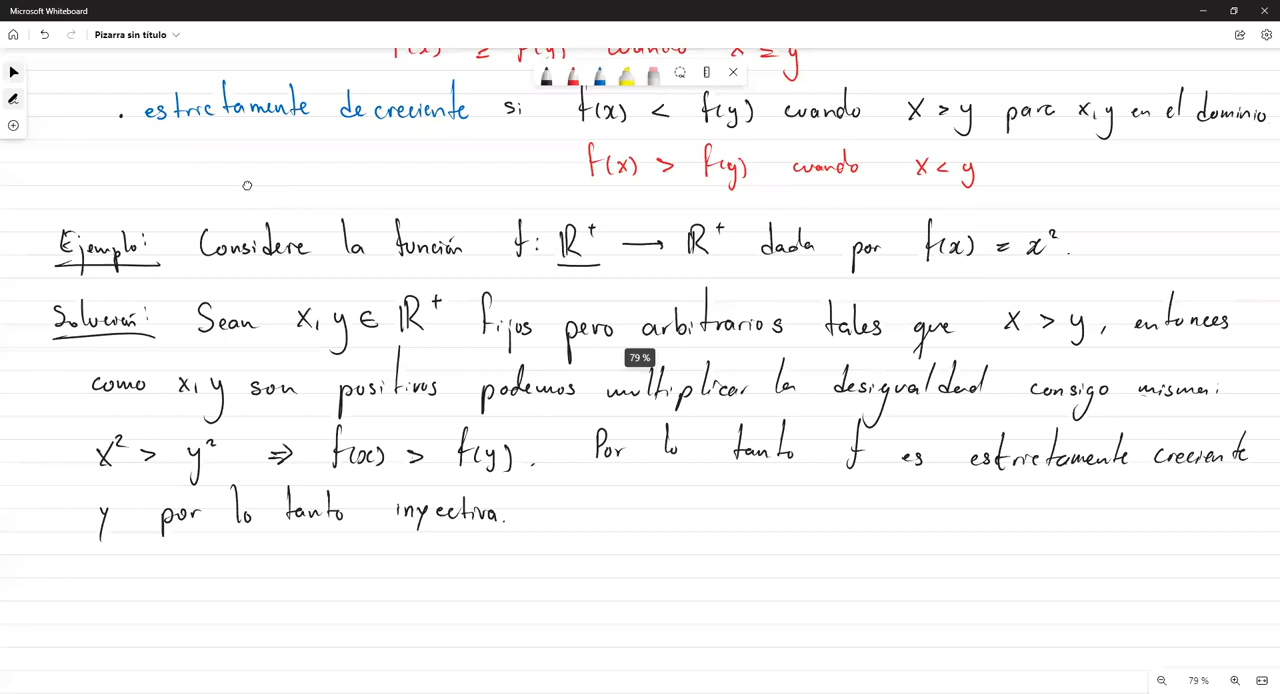 Microsoft Whiteboard
Pizarra sin título
f(x) ≥ f(y) cuando x ≤ y
· estrictamente decreciente si f(x) < f(y) cuando x > y para x, y en el dominio
f(x) > f(y) cuando x < y
Ejemplo: Considere la función f: ℝ⁺ ⟶ ℝ⁺ dada por f(x) = x².
Solución: Sean x, y ∈ ℝ⁺ fijos pero arbitrarios tales que x > y, entonces
79 %
como x, y son positivos podemos multiplicar la desigualdad consigo misma:
x² > y² ⇒ f(x) > f(y). Por lo tanto f es estrictamente creciente
y por lo tanto inyectiva.
79 %